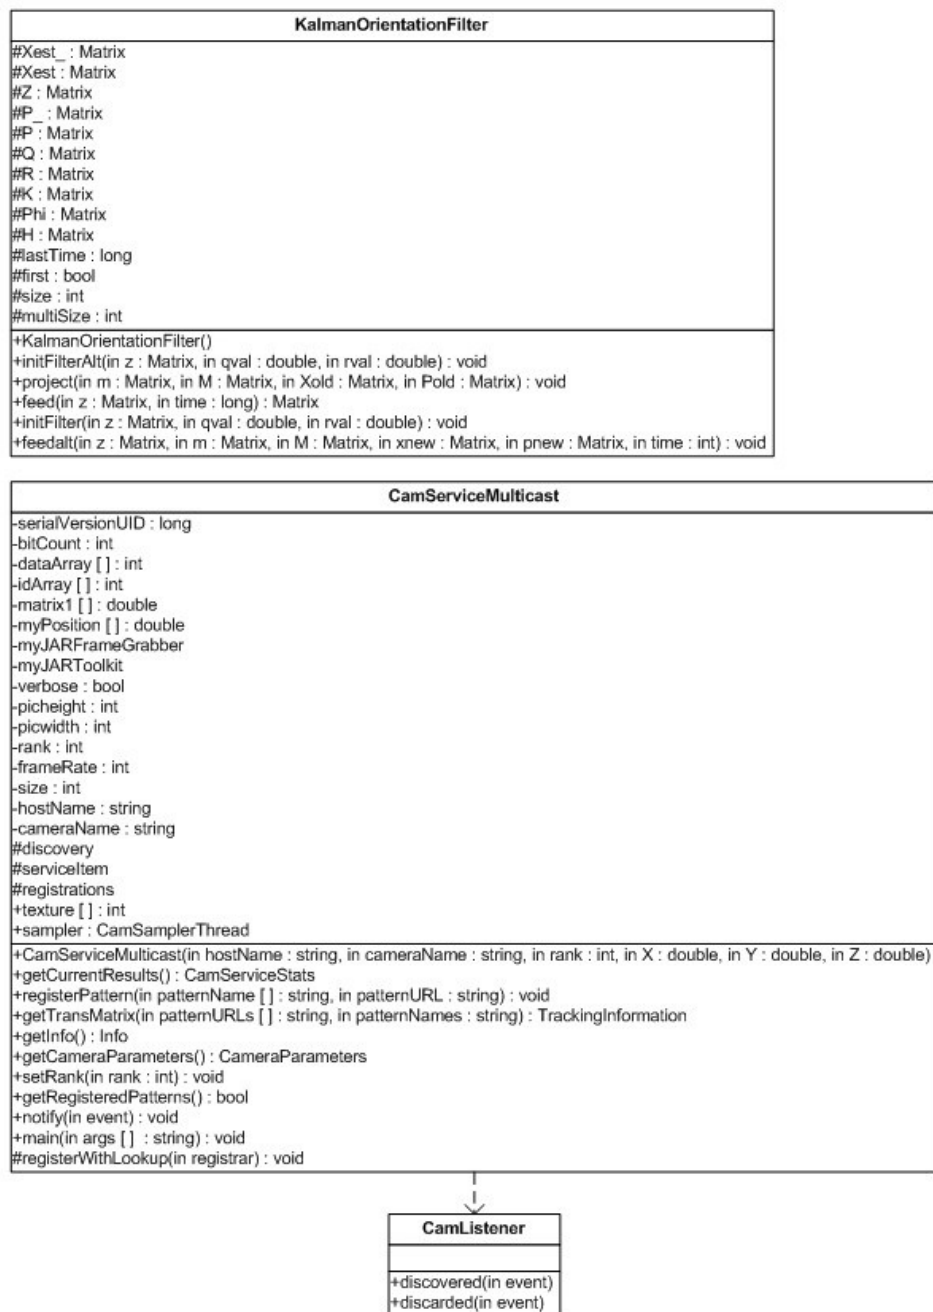 KalmanOrientationFilter
#Xest_ : Matrix
#Xest : Matrix
#Z : Matrix
#P_ : Matrix
#P : Matrix
#Q : Matrix
#R : Matrix
#K : Matrix
#Phi : Matrix
#H : Matrix
#lastTime : long
#first : bool
#size : int
#multiSize : int
+KalmanOrientationFilter()
+initFilterAlt(in z : Matrix, in qval : double, in rval : double) : void
+project(in m : Matrix, in M : Matrix, in Xold : Matrix, in Pold : Matrix) : void
+feed(in z : Matrix, in time : long) : Matrix
+initFilter(in z : Matrix, in qval : double, in rval : double) : void
+feedalt(in z : Matrix, in m : Matrix, in M : Matrix, in xnew : Matrix, in pnew : Matrix, in time : int) : void
CamServiceMulticast
-serialVersionUID : long
-bitCount : int
-dataArray [ ] : int
-idArray [ ] : int
-matrix1 [ ] : double
-myPosition [ ] : double
-myJARFrameGrabber
-myJARToolkit
-verbose : bool
-picheight : int
-picwidth : int
-rank : int
-frameRate : int
-size : int
-hostName : string
-cameraName : string
#discovery
#serviceItem
#registrations
+texture [ ] : int
+sampler : CamSamplerThread
+CamServiceMulticast(in hostName : string, in cameraName : string, in rank : int, in X : double, in Y : double, in Z : double)
+getCurrentResults() : CamServiceStats
+registerPattern(in patternName [ ] : string, in patternURL : string) : void
+getTransMatrix(in patternURLs [ ] : string, in patternNames : string) : TrackingInformation
+getInfo() : Info
+getCameraParameters() : CameraParameters
+setRank(in rank : int) : void
+getRegisteredPatterns() : bool
+notify(in event) : void
+main(in args [ ]  : string) : void
#registerWithLookup(in registrar) : void
CamListener
+discovered(in event)
+discarded(in event)